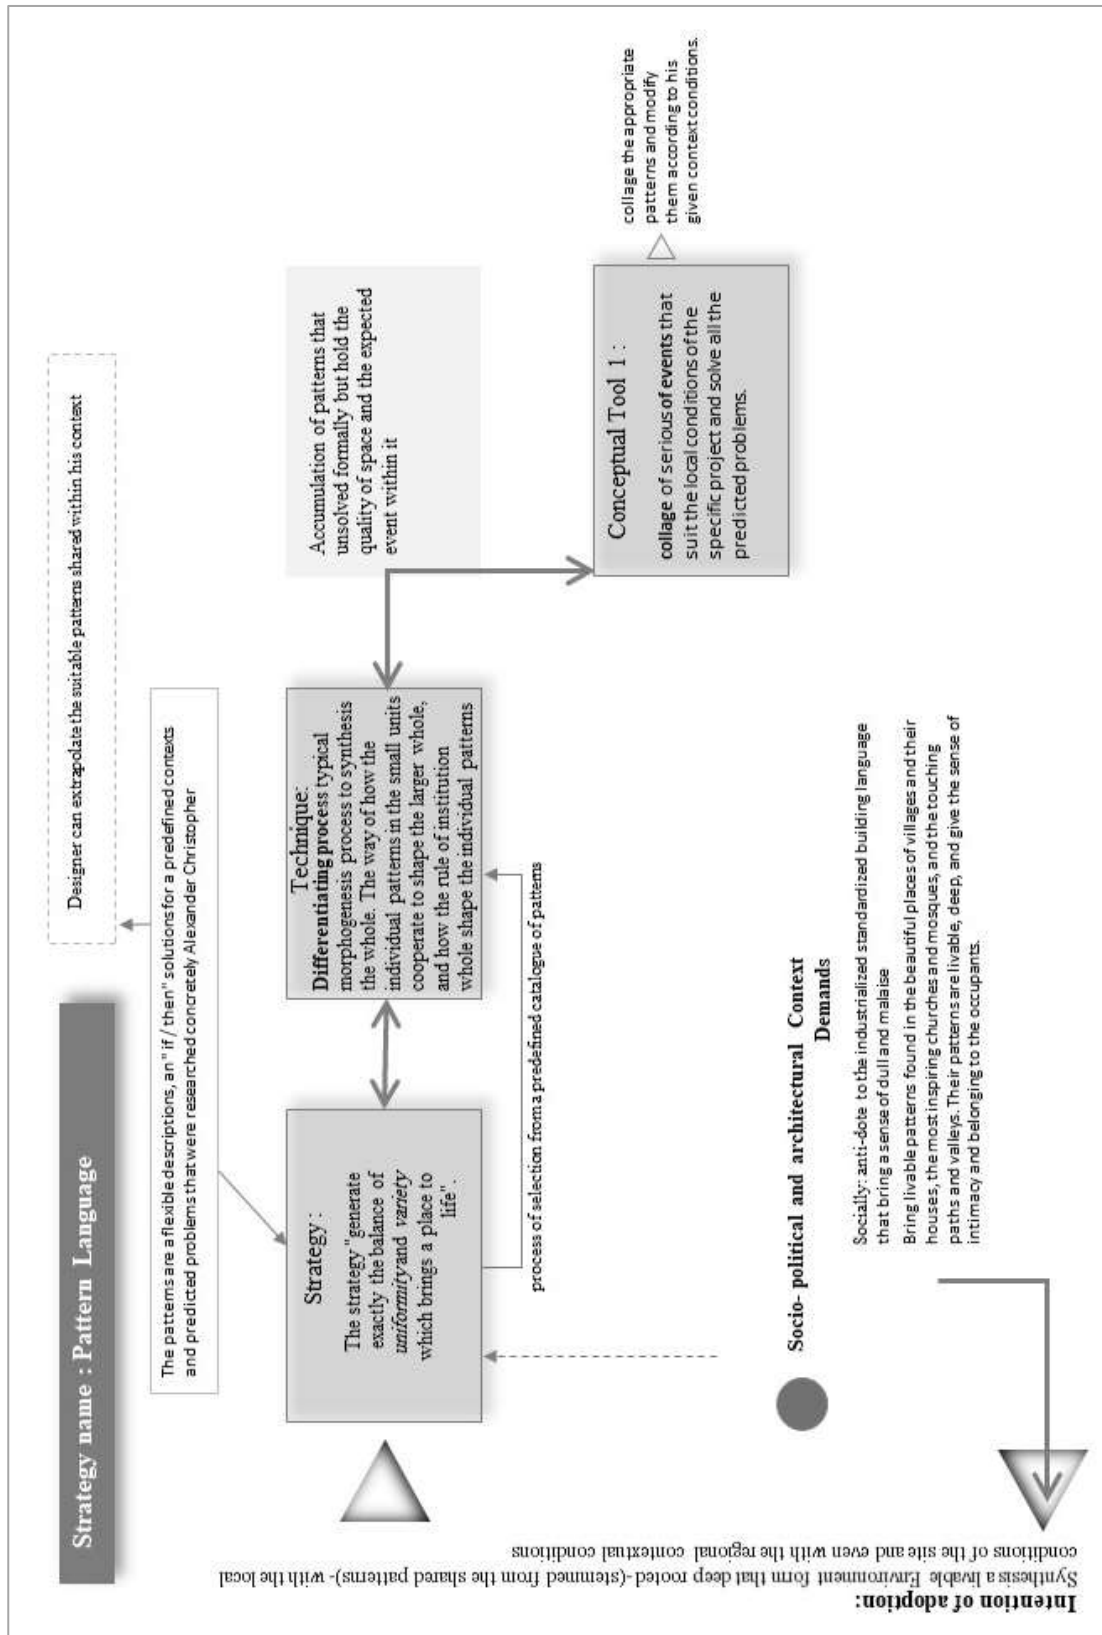 Strategy name : Pattern Language
Designer can extrapolate the suitable patterns shared within his context
The patterns are a flexible descriptions, an" if / then" solutions for a predefined contexts
and predicted problems that were researched concretely Alexander Christopher
Strategy :
The strategy"generate
exactly the balance of
uniformity and variety
which brings a place to
life".
Technique:
Differentiating process typical
morphogenesis process to synthesis
the whole. The way of how the
individual patterns in the small units
cooperate to shape the larger whole,
and how the rule of institution
whole shape the individual patterns
Accumulation of patterns that
unsolved formally but hold the
quality of space and the expected
event within it
process of selection from a predefined catalogue of patterns
Conceptual Tool 1 :
collage of serious of events that
suit the local conditions of the
specific project and solve all the
predicted problems.
collage the appropriate
patterns and modify
them according to his
given context conditions.
Socio- political and architectural Context
Demands
Socially: anti-dote to the industrialized standardized building language
that bring a sense of dull and malaise
Bring livable patterns found in the beautiful places of villages and their
houses, the most inspiring churches and mosques, and the touching
paths and valleys. Their patterns are livable, deep, and give the sense of
intimacy and belonging to the occupants.
Intention of adoption:
Synthesis a livable Environment form that deep rooted -(stemmed from the shared patterns)- with the local
conditions of the site and even with the regional contextual conditions